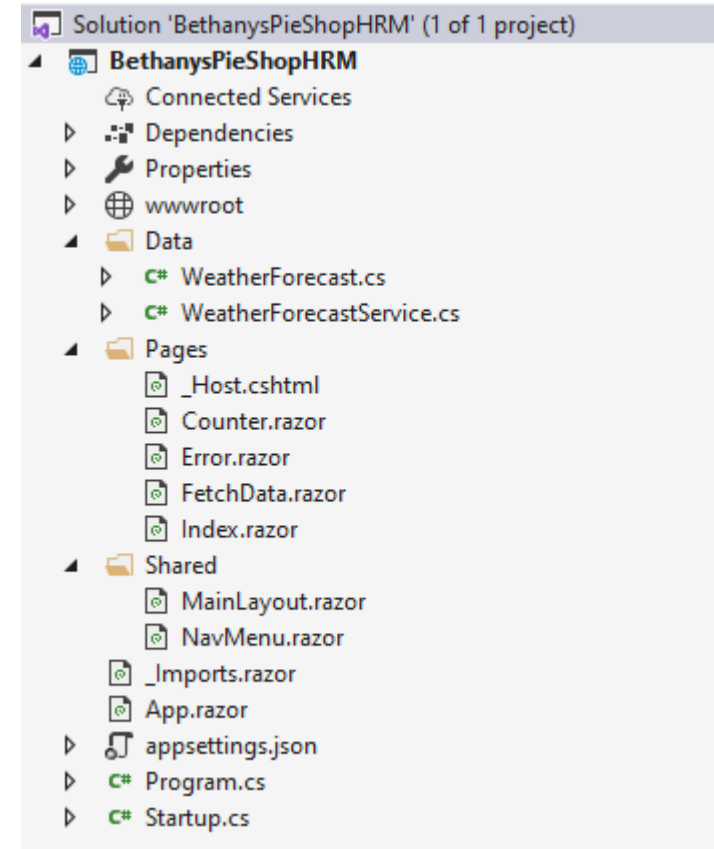 Solution 'BethanysPieShopHRM' (1 of 1 project)
BethanysPieShopHRM
Connected Services
Dependencies
Properties
wwwroot
Data
C# WeatherForecast.cs
C# WeatherForecastService.cs
Pages
_Host.cshtml
Counter.razor
Error.razor
FetchData.razor
Index.razor
Shared
MainLayout.razor
NavMenu.razor
_Imports.razor
App.razor
appsettings.json
C# Program.cs
C# Startup.cs